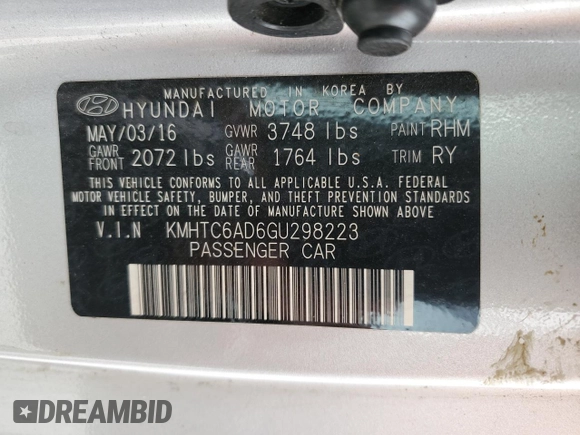 MANUFACTURED IN KOREA BY
HYUNDAI MOTOR COMPANY
MAY/03/16 GVWR 3748 lbs PAINT RHM
GAWR FRONT 2072 lbs GAWR REAR 1764 lbs TRIM RY
THIS VEHICLE CONFORMS TO ALL APPLICABLE U.S.A. FEDERAL
MOTOR VEHICLE SAFETY, BUMPER, AND THEFT PREVENTION STANDARDS
IN EFFECT ON THE DATE OF MANUFACTURE SHOWN ABOVE.
V.I.N KMHTC6AD6GU298223
PASSENGER CAR
DREAMBID